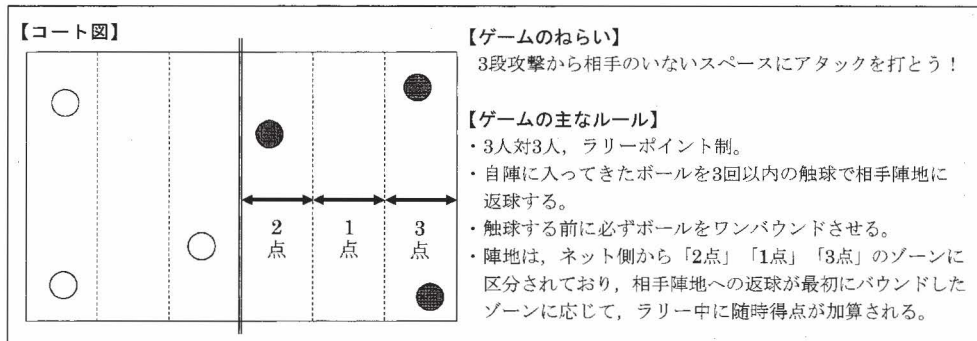 【コート図】
2
点
1
点
3
点
【ゲームのねらい】
3段攻撃から相手のいないスペースにアタックを打とう！
【ゲームの主なルール】
・3人対3人，ラリーポイント制。
・自陣に入ってきたボールを3回以内の触球で相手陣地に
返球する。
・触球する前に必ずボールをワンバウンドさせる。
・陣地は，ネット側から「2点」「1点」「3点」のゾーンに
区分されており，相手陣地への返球が最初にバウンドした
ゾーンに応じて，ラリー中に随時得点が加算される。